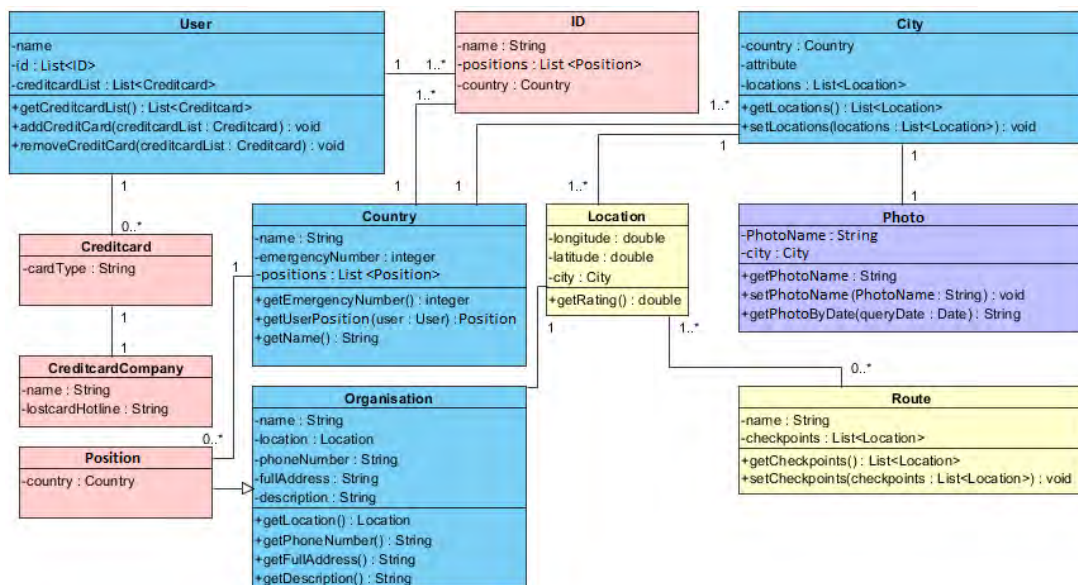 User
-name
-id : List<ID>
-creditcardList : List<Creditcard>
+getCreditcardList() : List<Creditcard>
+addCreditCard(creditcardList : Creditcard) : void
+removeCreditCard(creditcardList : Creditcard) : void
1
1..*
ID
-name : String
-positions : List <Position>
-country : Country
1..*
City
-country : Country
-attribute
-locations : List<Location>
+getLocations() : List<Location>
+setLocations(locations : List<Location>) : void
1..*
1
1
1
0..*
1
1
1..*
1
Creditcard
-cardType : String
1
1
CreditcardCompany
-name : String
-lostcardHotline : String
Country
-name : String
-emergencyNumber : integer
-positions : List <Position>
+getEmergencyNumber() : integer
+getUserPosition(user : User) : Position
+getName() : String
1
Location
-longitude : double
-latitude : double
-city : City
+getRating() : double
1
1..*
Photo
-PhotoName : String
-city : City
+getPhotoName : String
+setPhotoName(PhotoName : String) : void
+getPhotoByDate(queryDate : Date) : String
0..*
Position
-country : Country
0..*
Organisation
-name : String
-location : Location
-phoneNumber : String
-fullAddress : String
-description : String
+getLocation() : Location
+getPhoneNumber() : String
+getFullAddress() : String
+getDescription() : String
Route
-name : String
-checkpoints : List<Location>
+getCheckpoints() : List<Location>
+setCheckpoints(checkpoints : List<Location>) : void